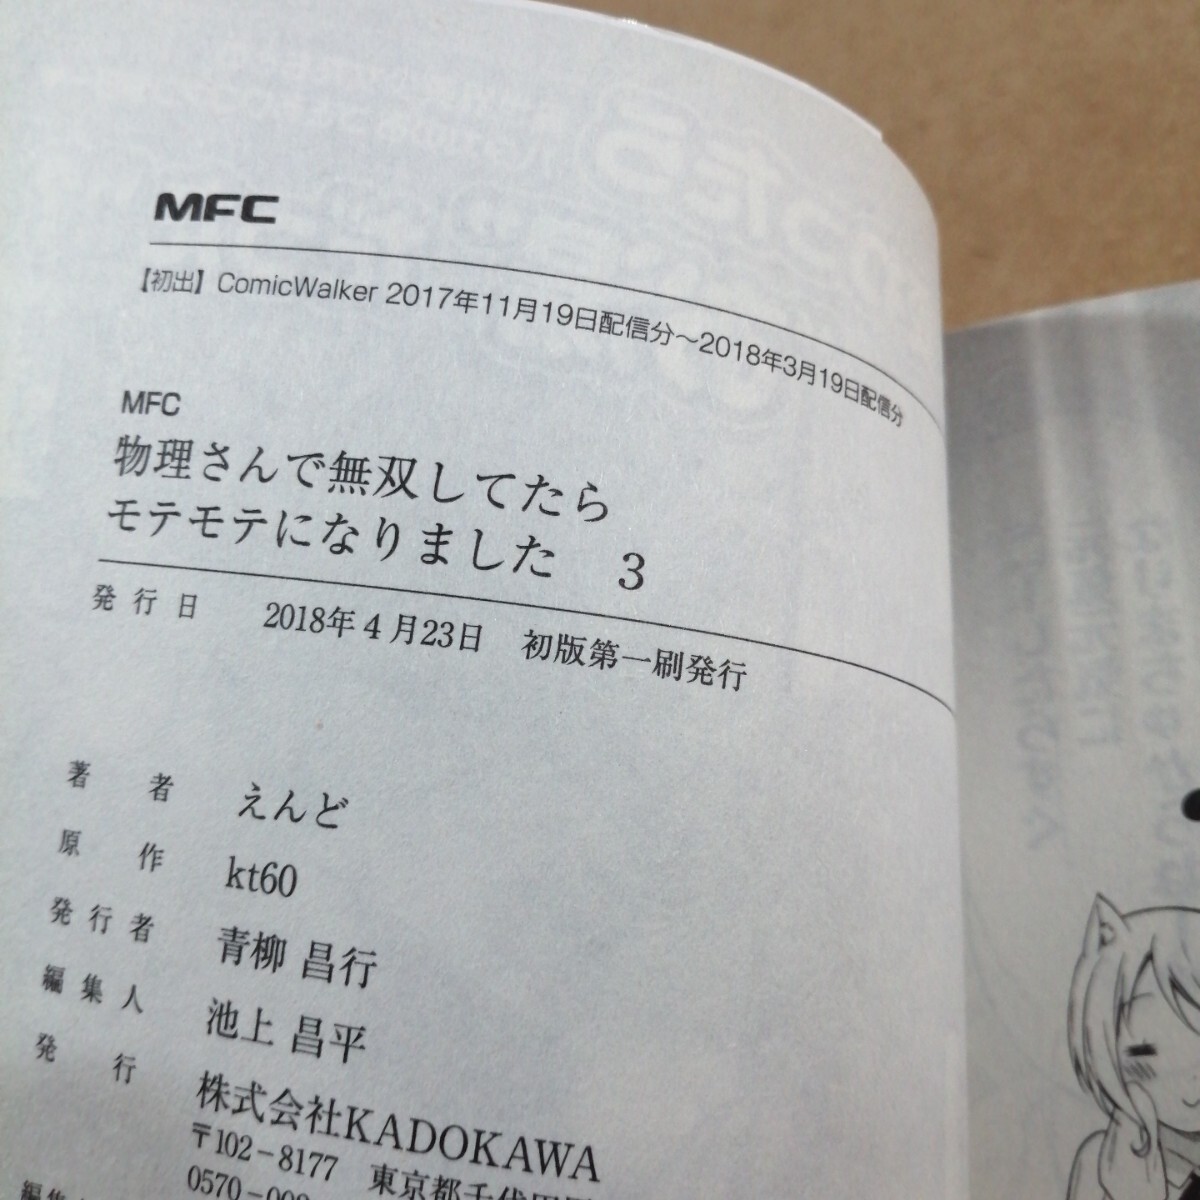 MFC
【初出】 ComicWalker 2017年11月19日配信分～2018年3月19日配信分
MFC
物理さんで無双してたら
モテモテになりました　3
発行日　2018年4月23日　初版第一刷発行
著者　えんど
原作　kt60
発行者　青柳 昌行
編集人　池上 昌平
発行　株式会社KADOKAWA
〒102-8177　東京都千代田区
0570-00
編集